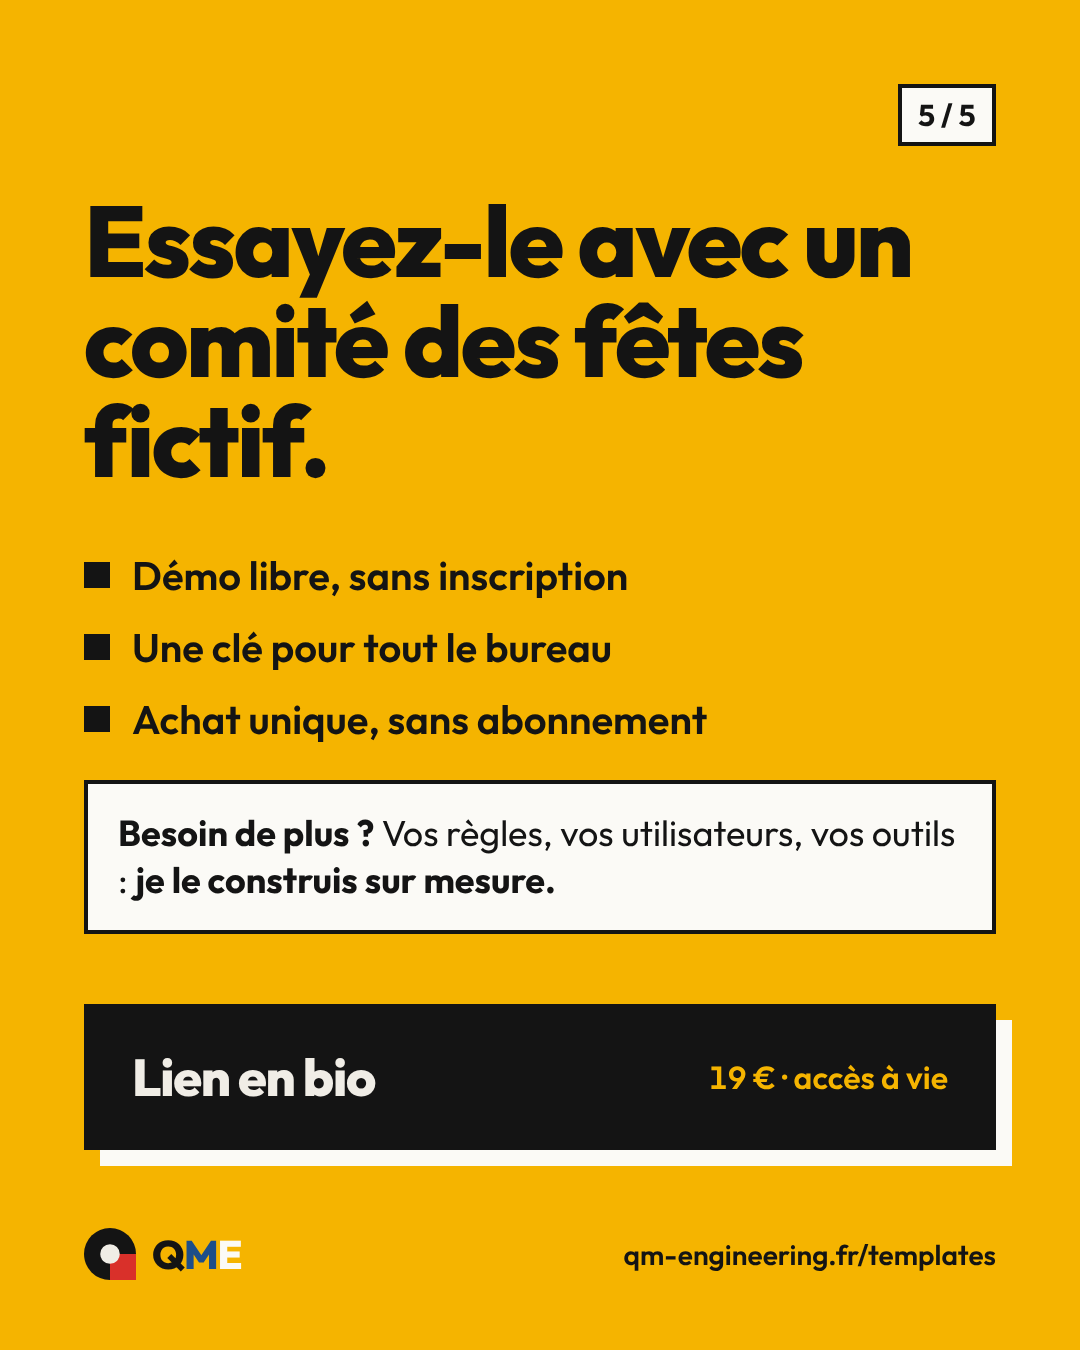 5 / 5
Essayez-le avec un
comité des fêtes
fictif.
Démo libre, sans inscription
Une clé pour tout le bureau
Achat unique, sans abonnement
Besoin de plus ? Vos règles, vos utilisateurs, vos outils
: je le construis sur mesure.
Lien en bio
19 € · accès à vie
QME
qm-engineering.fr/templates